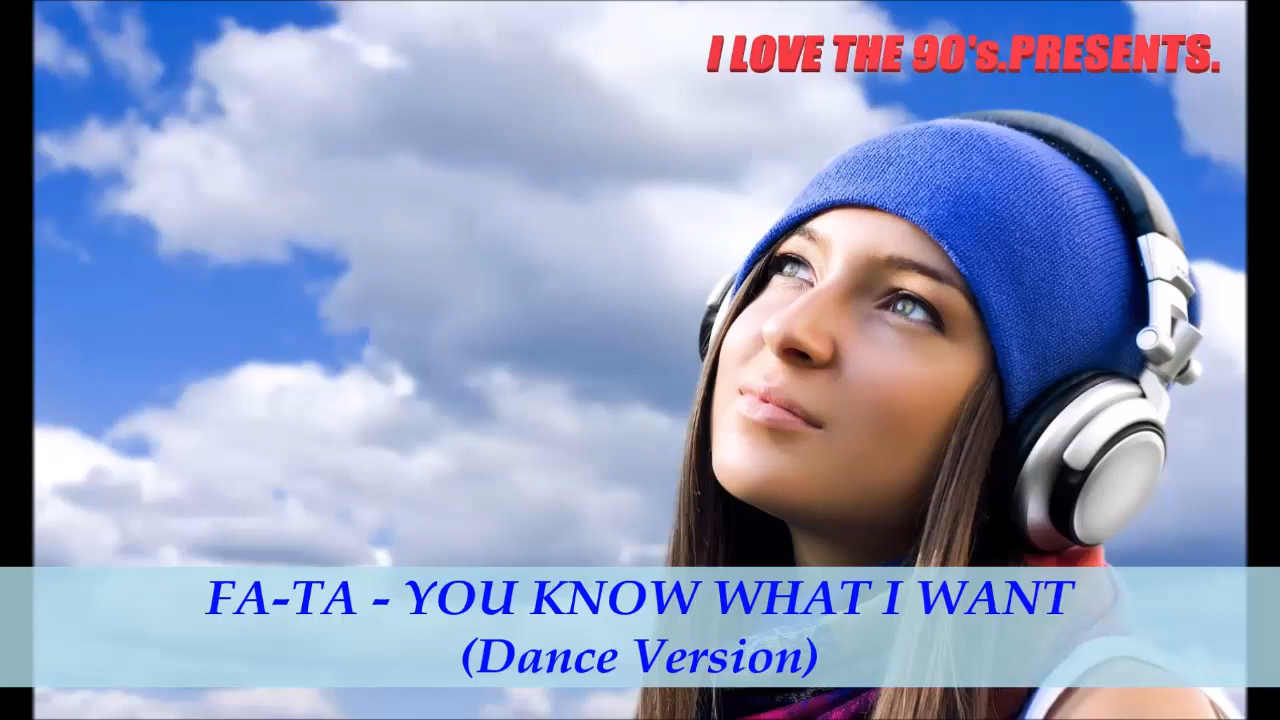 I LOVE THE 90's.PRESENTS.
FA-TA - YOU KNOW WHAT I WANT
(Dance Version)